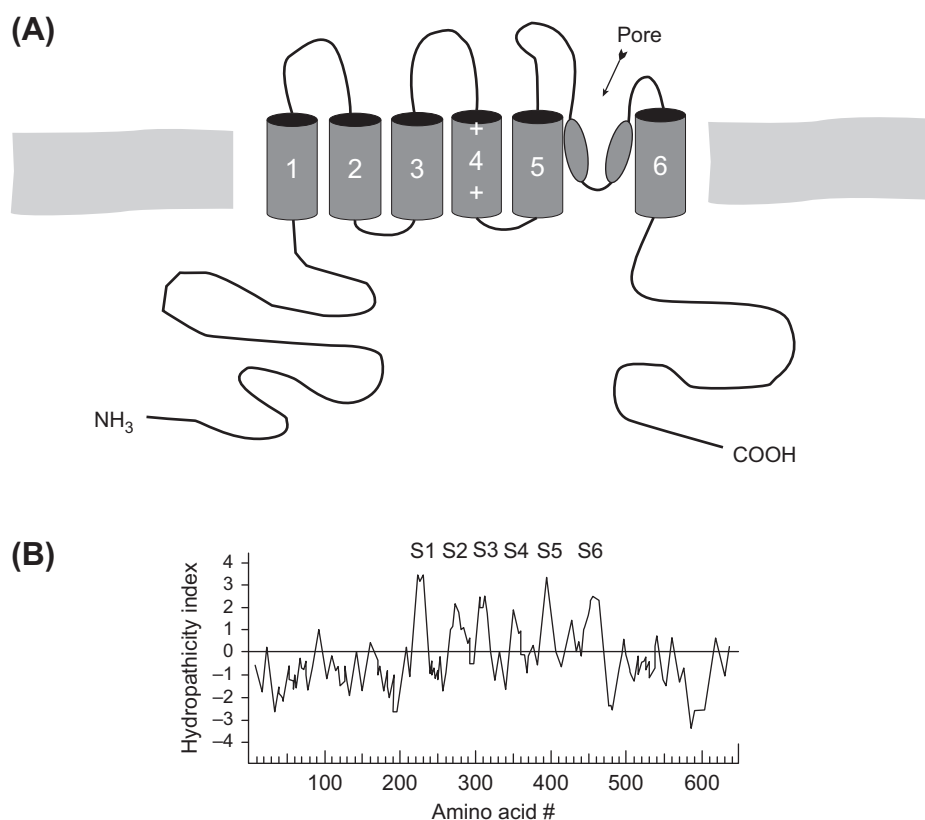 (A)
Pore
1 2 3 + 4 + 5 6
NH₃
COOH
(B)
S1 S2 S3 S4 S5 S6
Hydropathicity index
4
3
2
1
0
–1
–2
–3
–4
100 200 300 400 500 600
Amino acid #